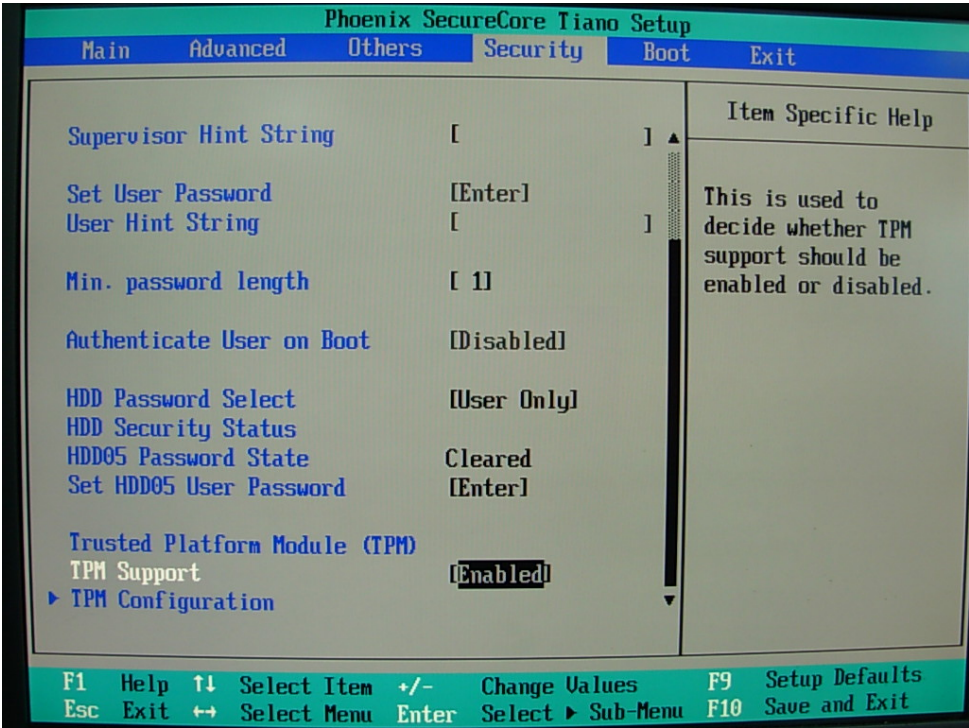 Phoenix SecureCore Tiano Setup
Main Advanced Others Security Boot Exit
Item Specific Help
Supervisor Hint String [ ]
Set User Password [Enter]
User Hint String [ ]
Min. password length [ 1]
Authenticate User on Boot [Disabled]
HDD Password Select [User Only]
HDD Security Status
HDD05 Password State Cleared
Set HDD05 User Password [Enter]
Trusted Platform Module (TPM)
TPM Support [Enabled]
▶ TPM Configuration
This is used to
decide whether TPM
support should be
enabled or disabled.
F1 Help ↑↓ Select Item +/- Change Values F9 Setup Defaults
Esc Exit ↔ Select Menu Enter Select ▶ Sub-Menu F10 Save and Exit